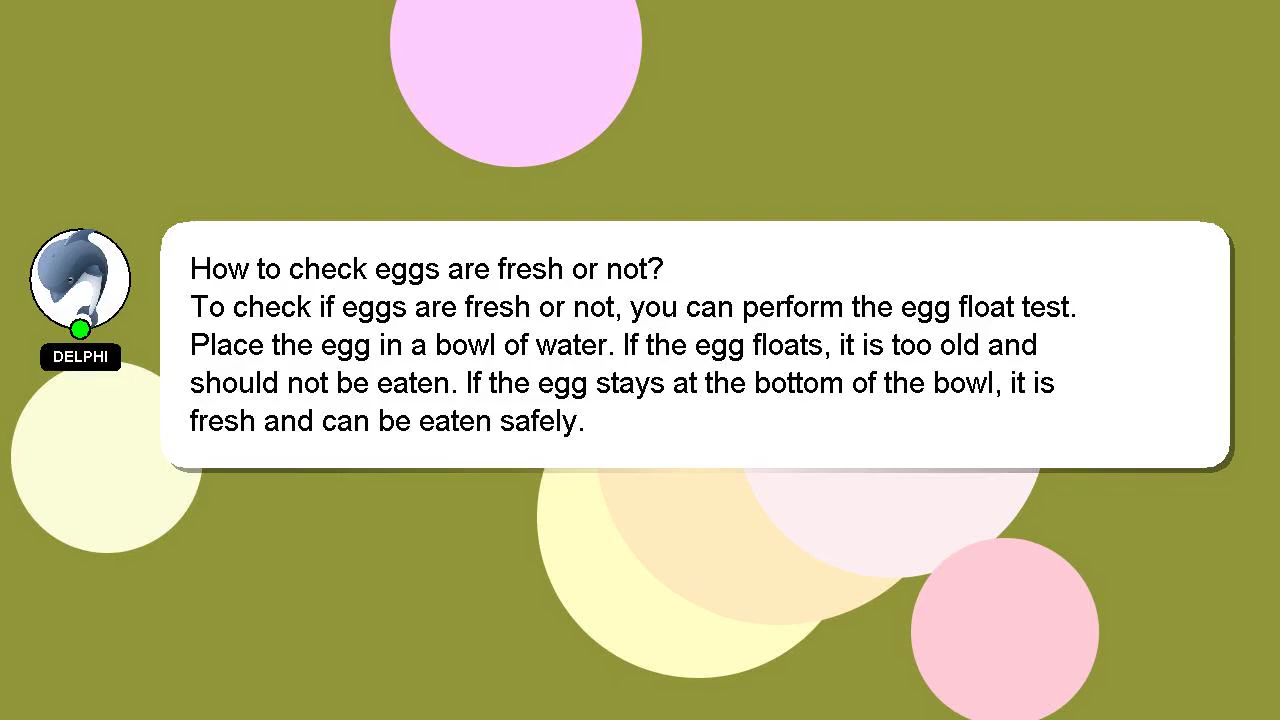 How to check eggs are fresh or not?
To check if eggs are fresh or not, you can perform the egg float test.
Place the egg in a bowl of water. If the egg floats, it is too old and
should not be eaten. If the egg stays at the bottom of the bowl, it is
fresh and can be eaten safely.
DELPHI